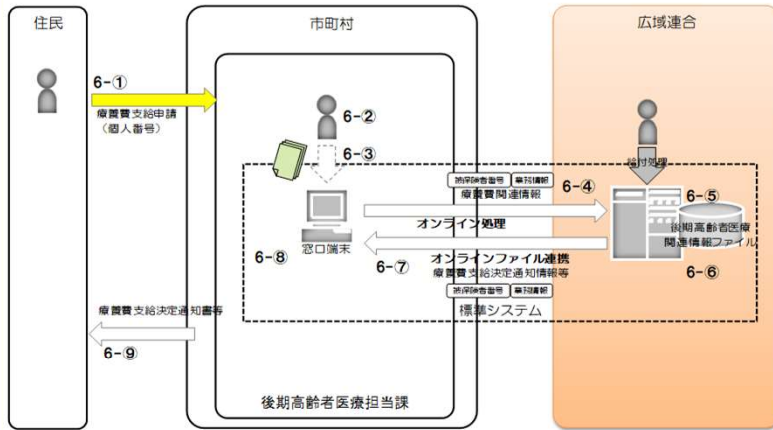 住民
市町村
広域連合
6-①
療養費支給申請
（個人番号）
6-②
6-③
給付処理
被保険者番号 業務情報
療養費関連情報
6-④
6-⑤
オンライン処理
後期高齢者医療
関連情報ファイル
窓口端末
6-⑧
6-⑦
オンラインファイル連携
療養費支給決定通知情報等
6-⑥
被保険者番号 業務情報
標準システム
療養費支給決定通知書等
6-⑨
後期高齢者医療担当課